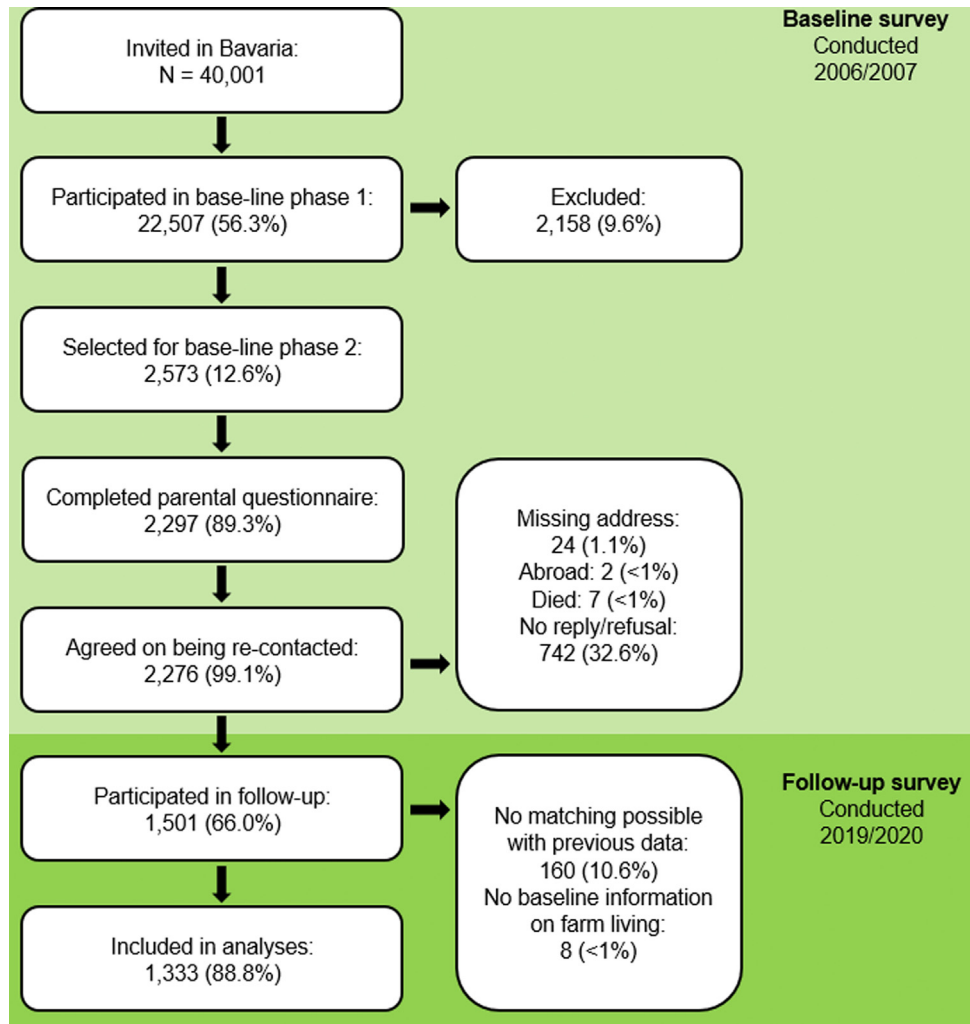 Baseline survey
Conducted
2006/2007
Invited in Bavaria:
N = 40,001
Participated in base-line phase 1:
22,507 (56.3%)
Excluded:
2,158 (9.6%)
Selected for base-line phase 2:
2,573 (12.6%)
Completed parental questionnaire:
2,297 (89.3%)
Agreed on being re-contacted:
2,276 (99.1%)
Missing address:
24 (1.1%)
Abroad: 2 (<1%)
Died: 7 (<1%)
No reply/refusal:
742 (32.6%)
Follow-up survey
Conducted
2019/2020
Participated in follow-up:
1,501 (66.0%)
No matching possible
with previous data:
160 (10.6%)
No baseline information
on farm living:
8 (<1%)
Included in analyses:
1,333 (88.8%)